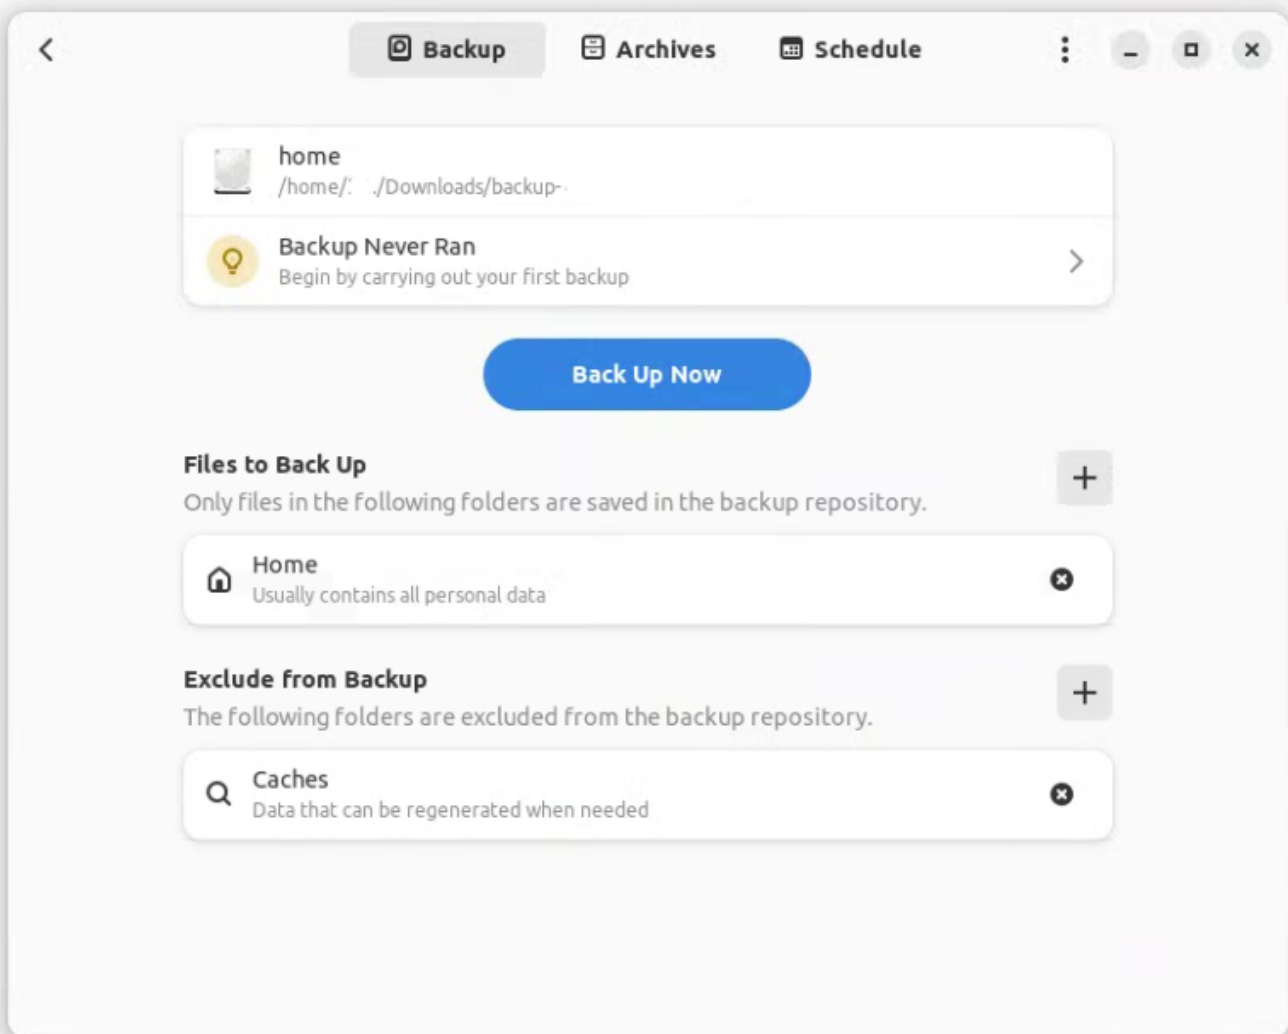 Backup Archives Schedule
home
/home/ ./Downloads/backup-
Backup Never Ran
Begin by carrying out your first backup
Back Up Now
Files to Back Up
Only files in the following folders are saved in the backup repository.
Home
Usually contains all personal data
Exclude from Backup
The following folders are excluded from the backup repository.
Caches
Data that can be regenerated when needed